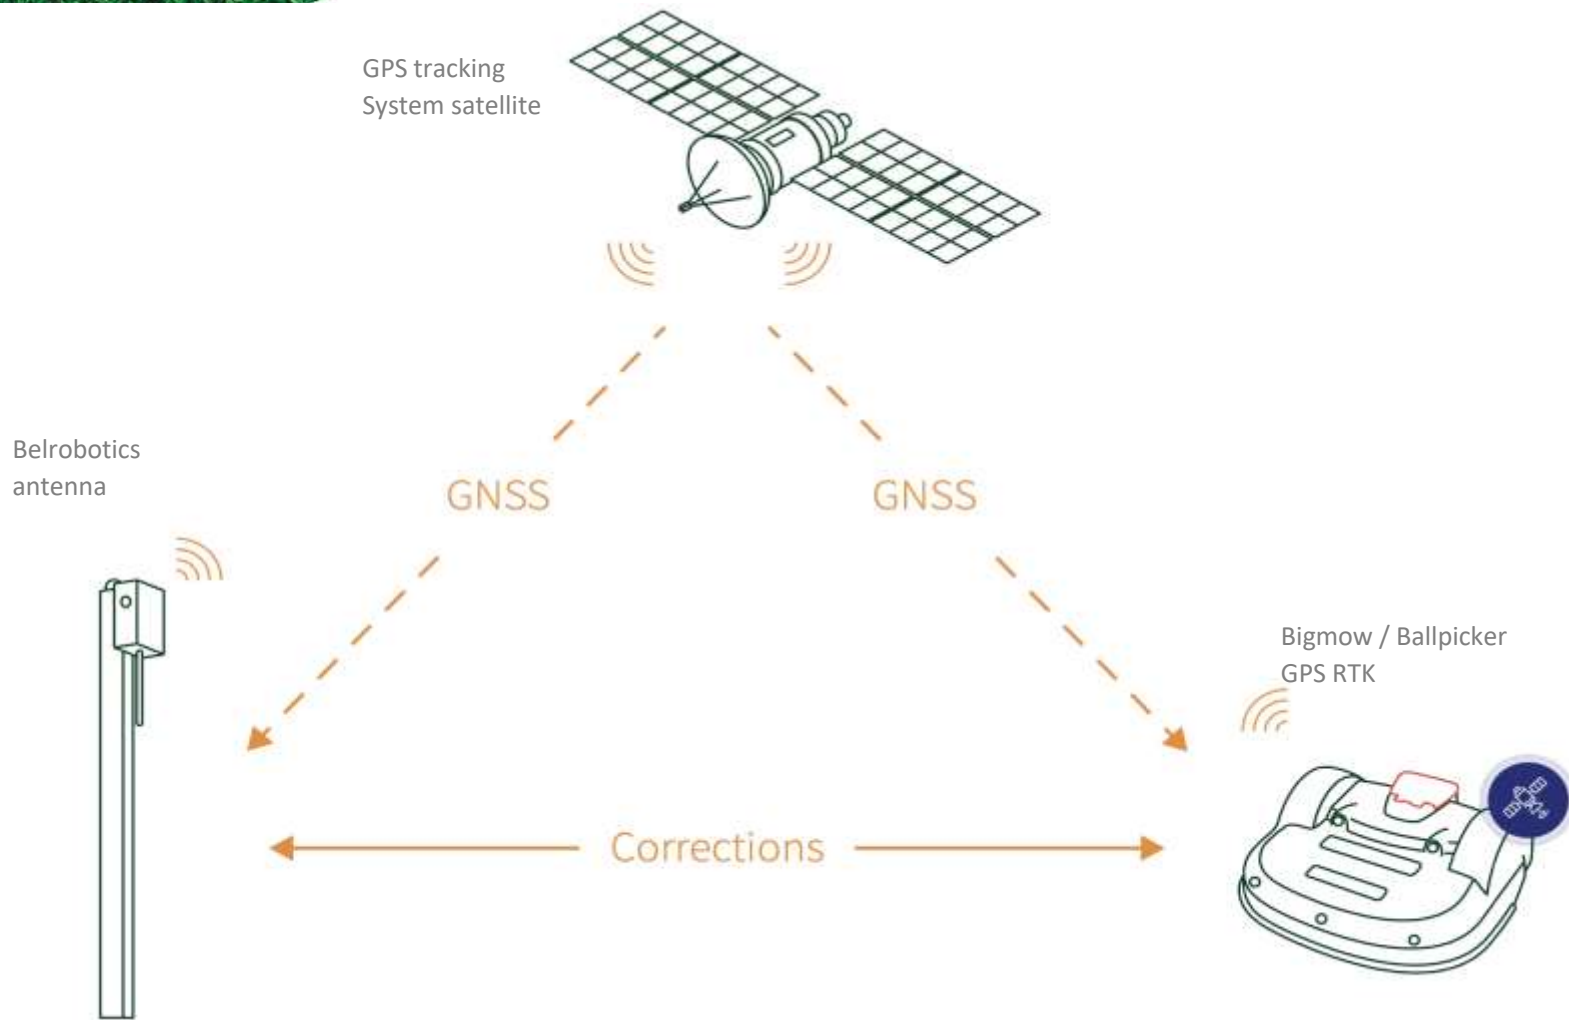 GPS tracking
System satellite
Belrobotics
antenna
GNSS
GNSS
Bigmow / Ballpicker
GPS RTK
Corrections